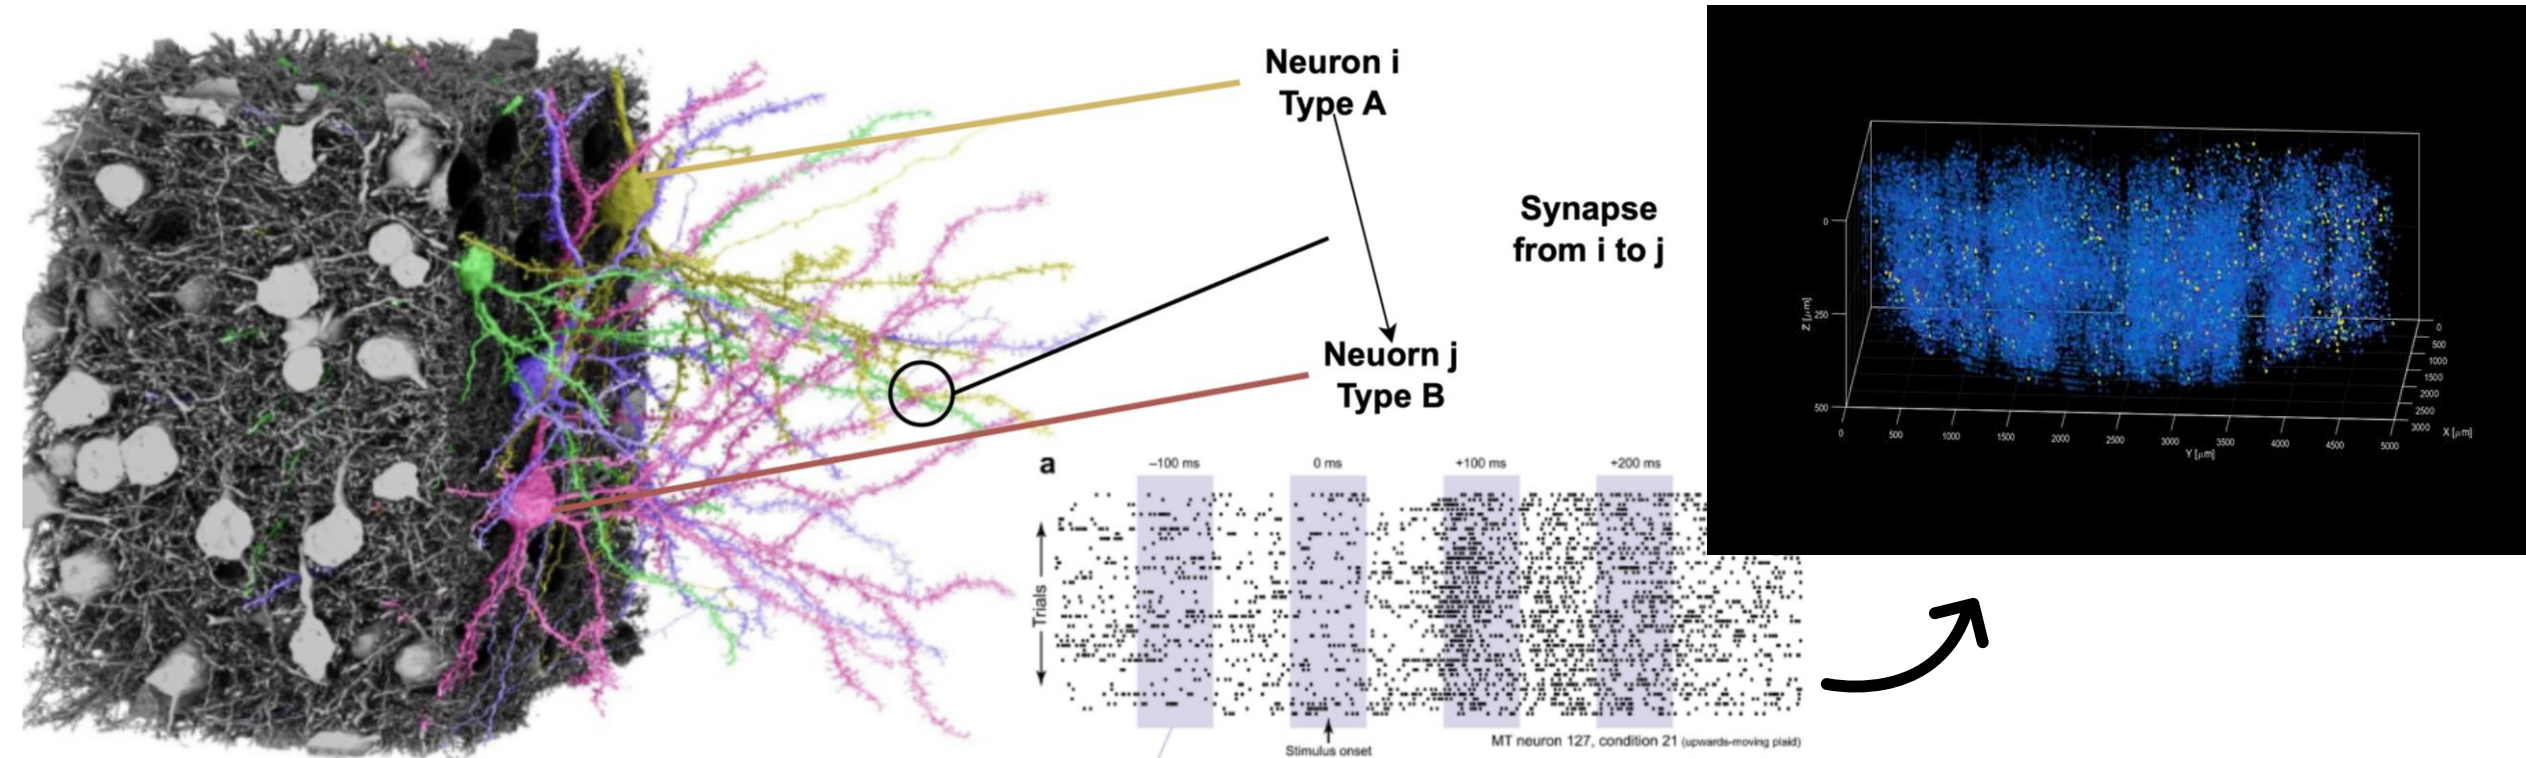 Neuron i
Type A
Synapse
from i to j
Neuorn j
Type B
a
–100 ms
0 ms
+100 ms
+200 ms
Trials
Stimulus onset
MT neuron 127, condition 21 (upwards-moving plaid)
Z [μm]
0
250
500
0
500
1000
1500
2000
2500
3000
3500
4000
4500
5000
Y [μm]
0
500
1000
1500
2000
2500
3000
X [μm]